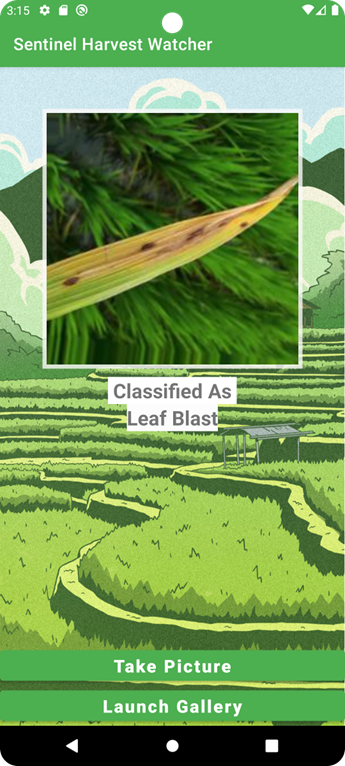 3:15
Sentinel Harvest Watcher
Classified As
Leaf Blast
Take Picture
Launch Gallery